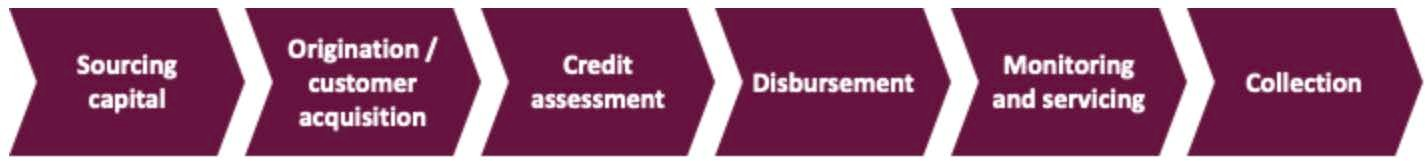 Sourcing
capital
Origination /
customer
acquisition
Credit
assessment
Disbursement
Monitoring
and servicing
Collection